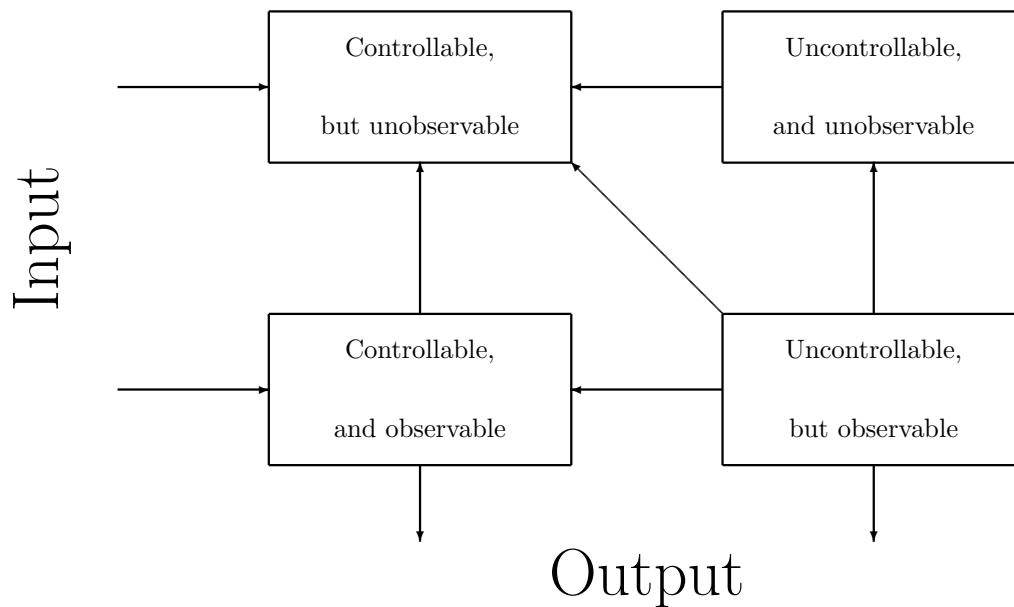 Controllable,
but unobservable
Uncontrollable,
and unobservable
Input
Controllable,
and observable
Uncontrollable,
but observable
Output